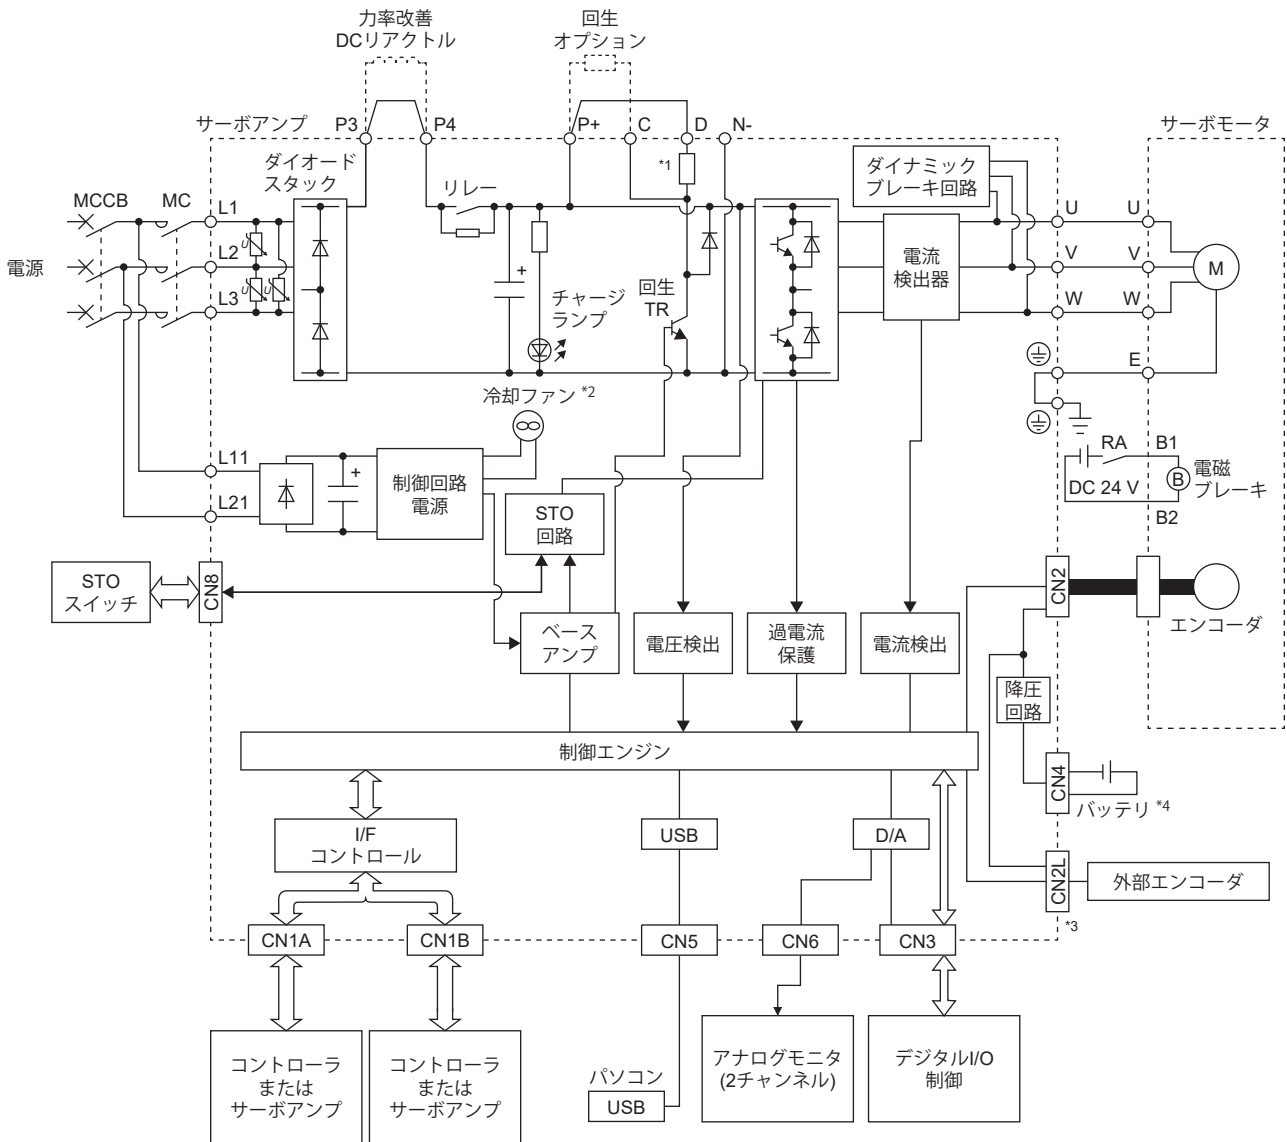 力率改善
DCリアクトル
回生
オプション
サーボアンプ
P3
P4
P+
C
D
N-
サーボモータ
*1
ダイオード
スタック
リレー
ダイナミック
ブレーキ回路
MCCB
MC
L1
L2
L3
U
U
U
電源
チャージ
ランプ
回生
TR
電流
検出器
U
V
W
U
V
W
M
E
冷却ファン *2
L11
L21
制御回路
電源
STO
回路
RA
DC 24 V
B1
B
B2
電磁
ブレーキ
STO
スイッチ
CN8
CN2
エンコーダ
ベース
アンプ
電圧検出
過電流
保護
電流検出
降圧
回路
制御エンジン
CN4
バッテリ *4
I/F
コントロール
USB
D/A
CN2L
外部エンコーダ
*3
CN1A
CN1B
CN5
CN6
CN3
コントローラ
または
サーボアンプ
コントローラ
または
サーボアンプ
パソコン
USB
アナログモニタ
(2チャンネル)
デジタルI/O
制御